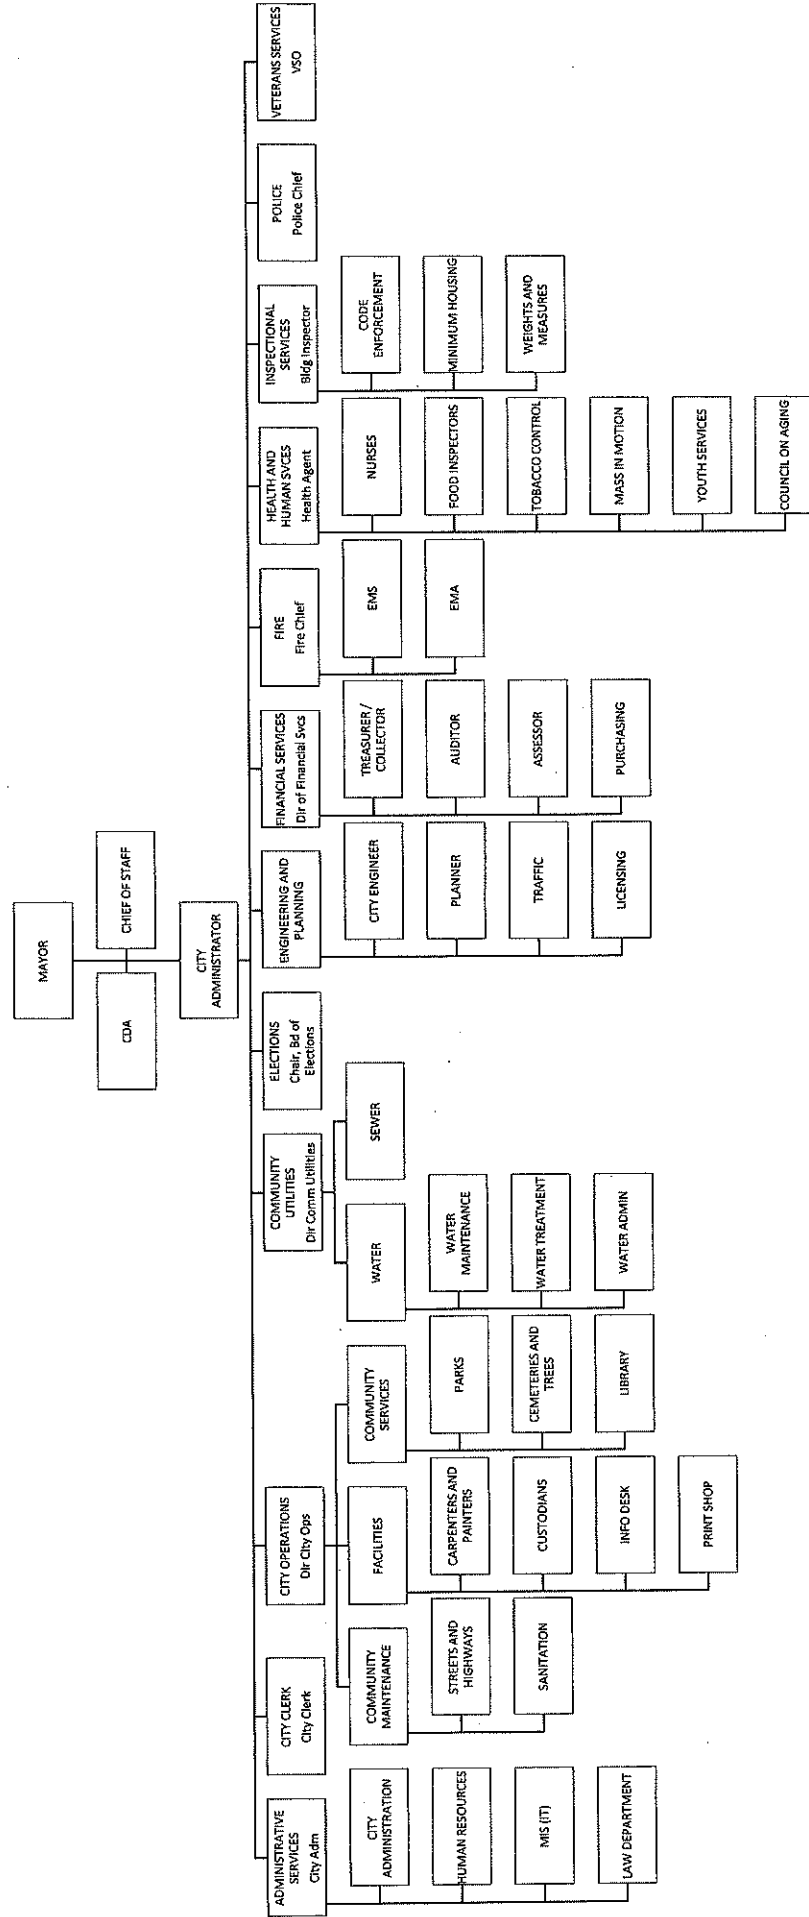 MAYOR
CDA
CHIEF OF STAFF
CITY
ADMINISTRATOR
ADMINISTRATIVE
SERVICES
City Adm
CITY CLERK
City Clerk
CITY OPERATIONS
Dir City Ops
COMMUNITY
UTILITIES
Dir Comm Utilities
ELECTIONS
Chair, Bd of
Elections
ENGINEERING AND
PLANNING
FINANCIAL SERVICES
Dir of Financial Svcs
FIRE
Fire Chief
HEALTH AND
HUMAN SVCES
Health Agent
INSPECTIONAL
SERVICES
Bldg Inspector
POLICE
Police Chief
VETERANS SERVICES
VSO
CITY
ADMINISTRATION
HUMAN RESOURCES
MIS (IT)
LAW DEPARTMENT
COMMUNITY
MAINTENANCE
STREETS AND
HIGHWAYS
SANITATION
FACILITIES
CARPENTERS AND
PAINTERS
CUSTODIANS
INFO DESK
PRINT SHOP
COMMUNITY
SERVICES
PARKS
CEMETERIES AND
TREES
LIBRARY
WATER
WATER
MAINTENANCE
WATER TREATMENT
WATER ADMIN
SEWER
CITY ENGINEER
PLANNER
TRAFFIC
LICENSING
TREASURER /
COLLECTOR
AUDITOR
ASSESSOR
PURCHASING
EMS
EMA
NURSES
FOOD INSPECTORS
TOBACCO CONTROL
MASS IN MOTION
YOUTH SERVICES
COUNCIL ON AGING
CODE
ENFORCEMENT
MINIMUM HOUSING
WEIGHTS AND
MEASURES